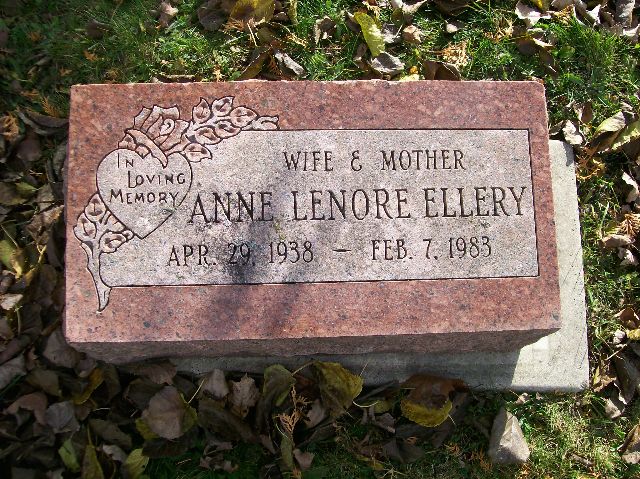 In
Loving
Memory
WIFE & MOTHER
ANNE LENORE ELLERY
APR. 29, 1938 — FEB. 7, 1983